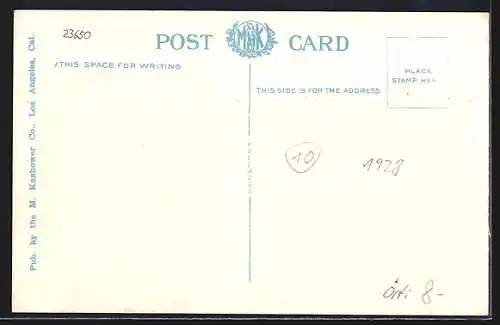 23650
POST CARD
MK
THIS SPACE FOR WRITING
THIS SIDE IS FOR THE ADDRESS
PLACE
STAMP HERE
Pub. by the M. Kashower Co., Los Angeles, Cal.
10
1928
8-